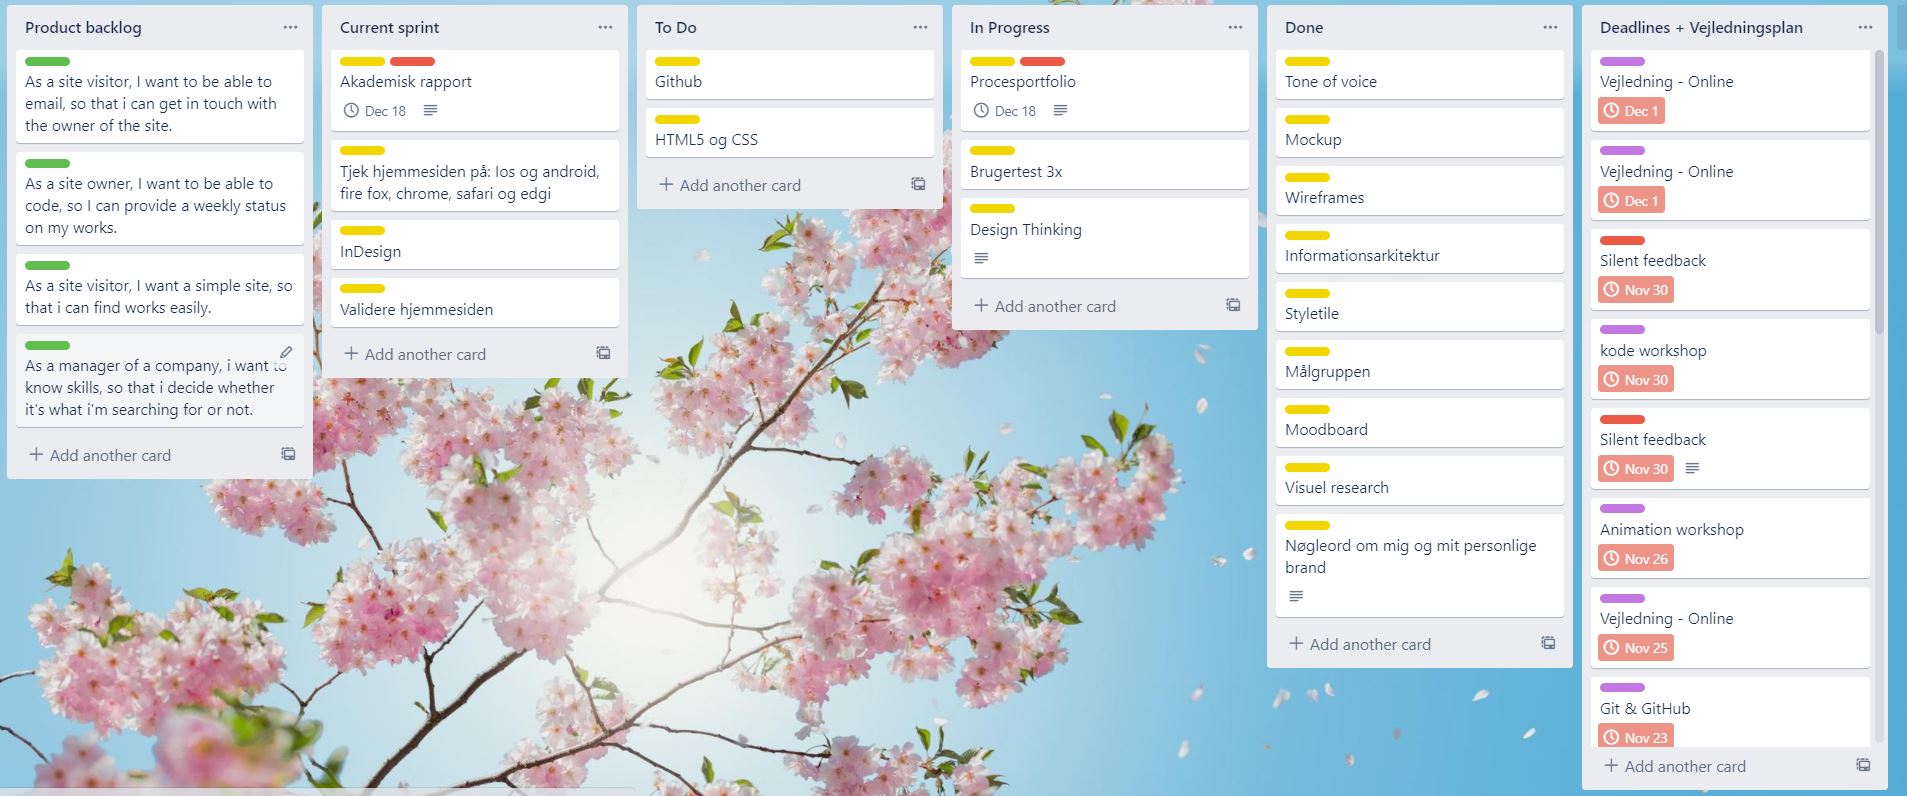 Product backlog
As a site visitor, I want to be able to
email, so that i can get in touch with
the owner of the site.
As a site owner, I want to be able to
code, so I can provide a weekly status
on my works.
As a site visitor, I want a simple site, so
that i can find works easily.
As a manager of a company, i want to
know skills, so that i decide whether
it's what i'm searching for or not.
+ Add another card
Current sprint
Akademisk rapport
Dec 18
Tjek hjemmesiden på: Ios og android,
fire fox, chrome, safari og edgi
InDesign
Validere hjemmesiden
+ Add another card
To Do
Github
HTML5 og CSS
+ Add another card
In Progress
Procesportfolio
Dec 18
Brugertest 3x
Design Thinking
+ Add another card
Done
Tone of voice
Mockup
Wireframes
Informationsarkitektur
Styletile
Målgruppen
Moodboard
Visuel research
Nøgleord om mig og mit personlige
brand
+ Add another card
Deadlines + Vejledningsplan
Vejledning - Online
Dec 1
Vejledning - Online
Dec 1
Silent feedback
Nov 30
kode workshop
Nov 30
Silent feedback
Nov 30
Animation workshop
Nov 26
Vejledning - Online
Nov 25
Git & GitHub
Nov 23
+ Add another card